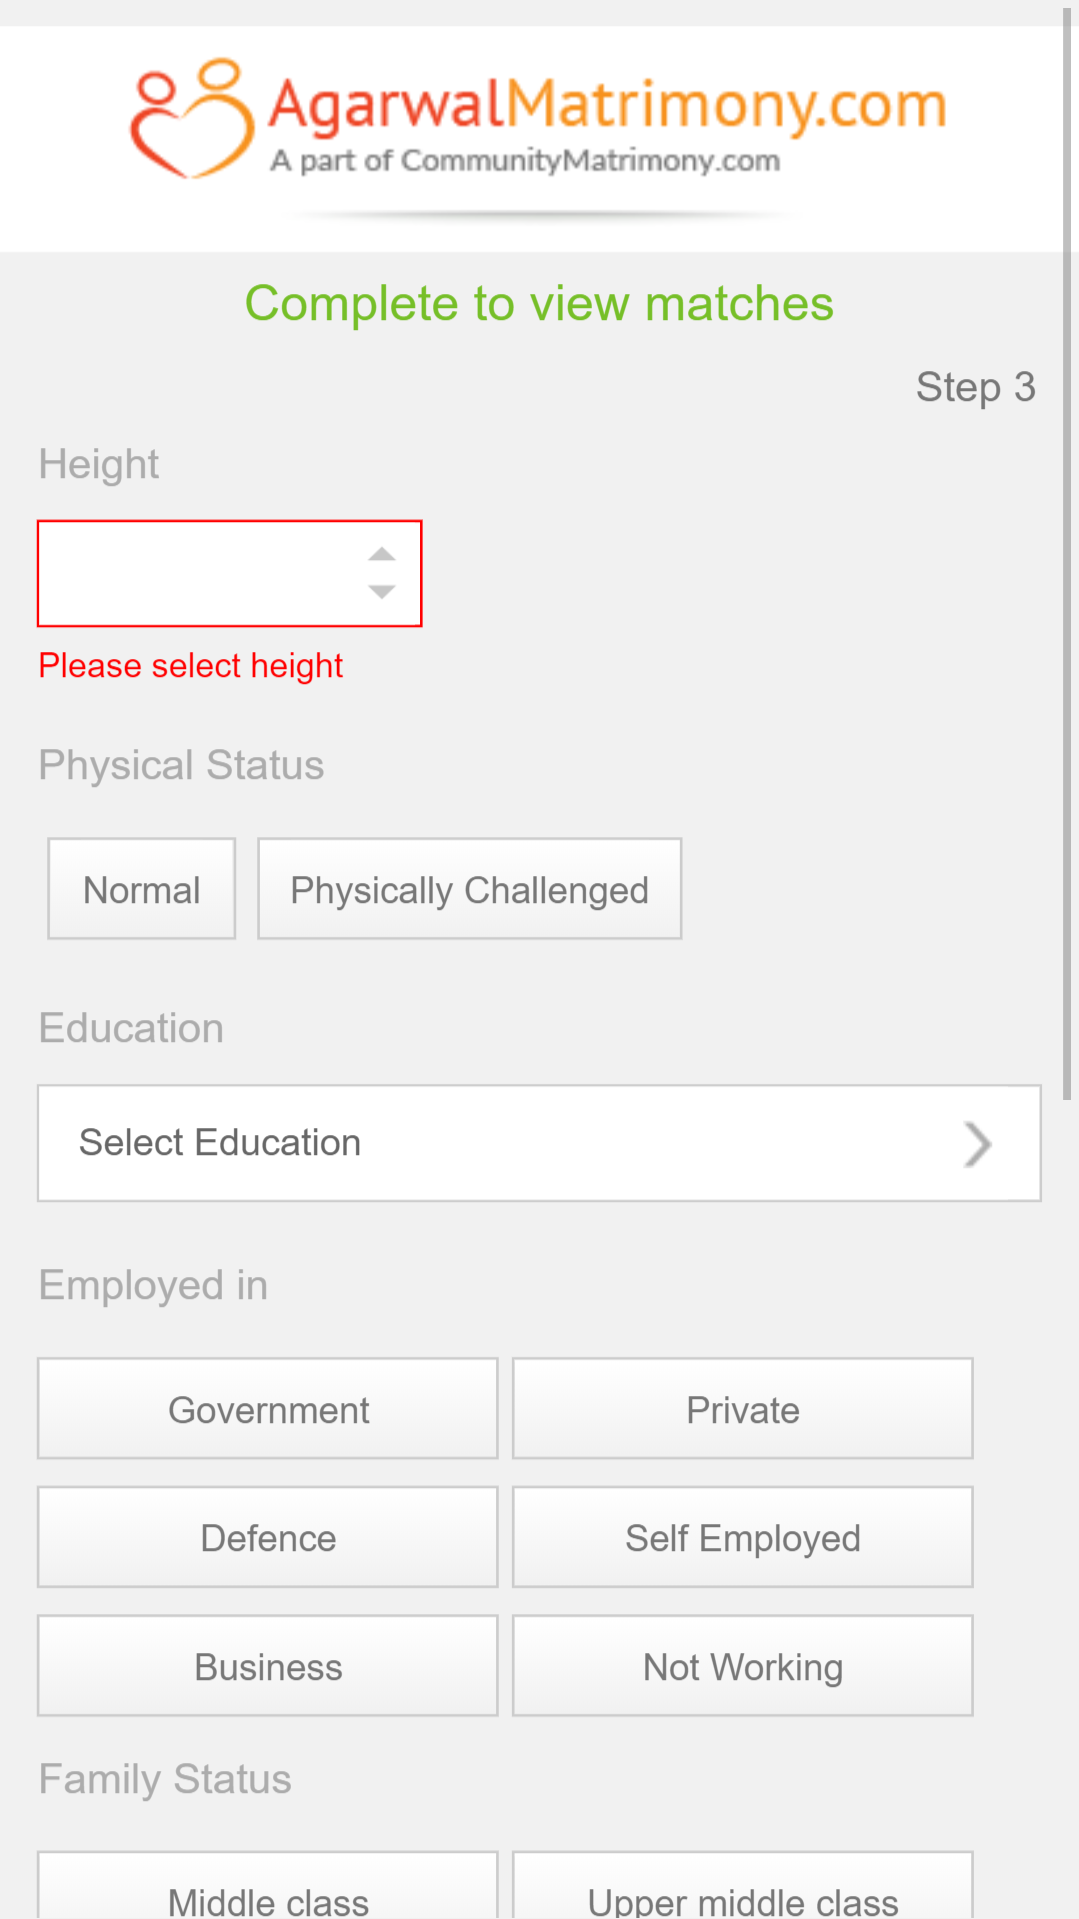 AgarwalMatrimony.com
A part of CommunityMatrimony.com
Complete to view matches
Step 3
Height
Please select height
Physical Status
Normal Physically Challenged
Education
Select Education
Employed in
Government Private
Defence Self Employed
Business Not Working
Family Status
Middle class Upper middle class